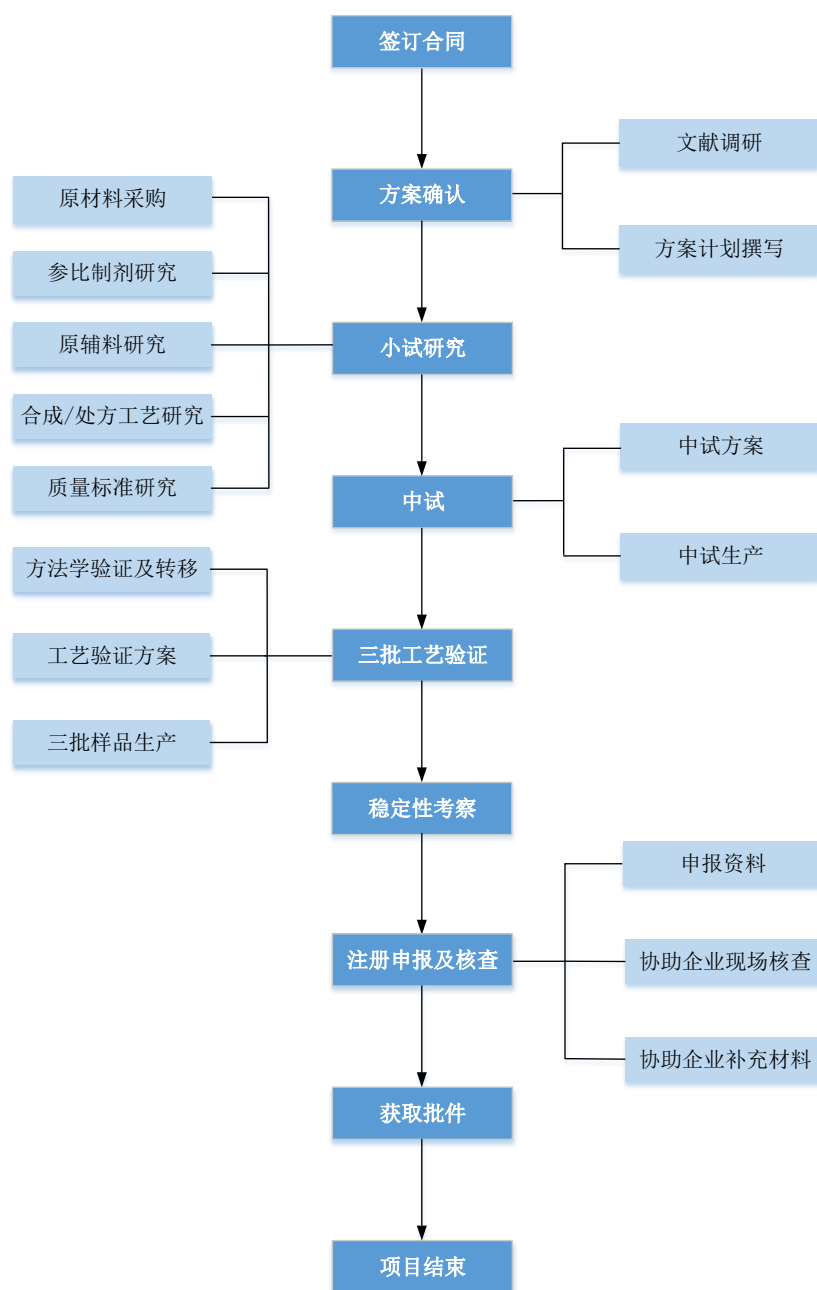 签订合同
方案确认
文献调研
方案计划撰写
原材料采购
参比制剂研究
原辅料研究
合成/处方工艺研究
质量标准研究
小试研究
中试
中试方案
中试生产
方法学验证及转移
工艺验证方案
三批样品生产
三批工艺验证
稳定性考察
注册申报及核查
申报资料
协助企业现场核查
协助企业补充材料
获取批件
项目结束